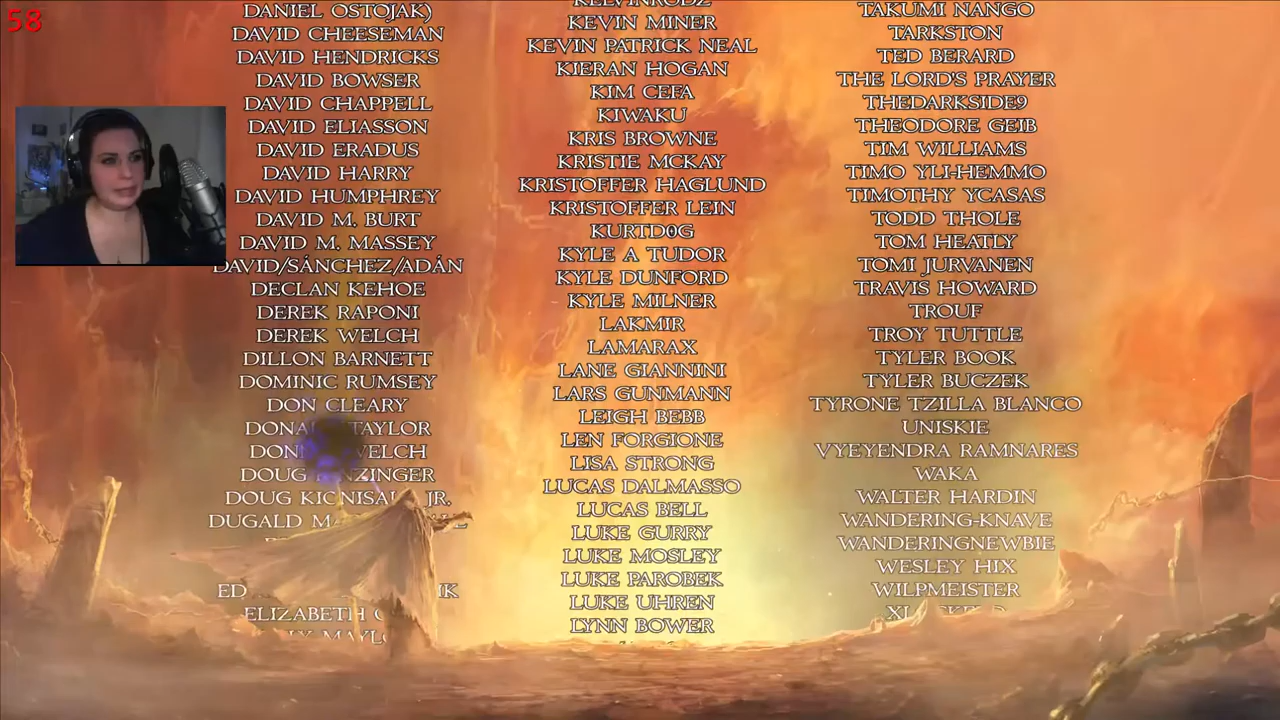 58
DANIEL OSTOJAK)
DAVID CHEESEMAN
DAVID HENDRICKS
DAVID BOWSER
DAVID CHAPPELL
DAVID ELIASSON
DAVID ERADUS
DAVID HARRY
DAVID HUMPHREY
DAVID M. BURT
DAVID M. MASSEY
DAVID/SÁNCHEZ/ADÁN
DECLAN KEHOE
DEREK RAPONI
DEREK WELCH
DILLON BARNETT
DOMINIC RUMSEY
DON CLEARY
TAYLOR
WELCH
DOUG
DOUG JR.
DUGALD
ED
ELIZABETH
KELVINRODZ
KEVIN MINER
KEVIN PATRICK NEAL
KIERAN HOGAN
KIM CEFA
KIWAKU
KRIS BROWNE
KRISTIE MCKAY
KRISTOFFER HAGLUND
KRISTOFFER LEIN
KURTD0G
KYLE A TUDOR
KYLE DUNFORD
KYLE MILNER
LAKMIR
LAMARAX
LANE GIANNINI
LARS GUNMANN
LEIGH BEBB
LEN FORGIONE
LISA STRONG
LUCAS DALMASSO
LUCAS BELL
LUKE GURRY
LUKE MOSLEY
LUKE PAROBEK
LUKE UHREN
LYNN BOWER
TAKUMI NANGO
TARKSTON
TED BERARD
THE LORD'S PRAYER
THEDARKSIDE9
THEODORE GEIB
TIM WILLIAMS
TIMO YLI-HEMMO
TIMOTHY YCASAS
TODD THOLE
TOM HEATLY
TOMI JURVANEN
TRAVIS HOWARD
TROUF
TROY TUTTLE
TYLER BOOK
TYLER BUCZEK
TYRONE TZILLA BLANCO
UNISKIE
VYEYENDRA RAMNARES
WAKA
WALTER HARDIN
WANDERING-KNAVE
WANDERINGNEWBIE
WESLEY HIX
WILPMEISTER